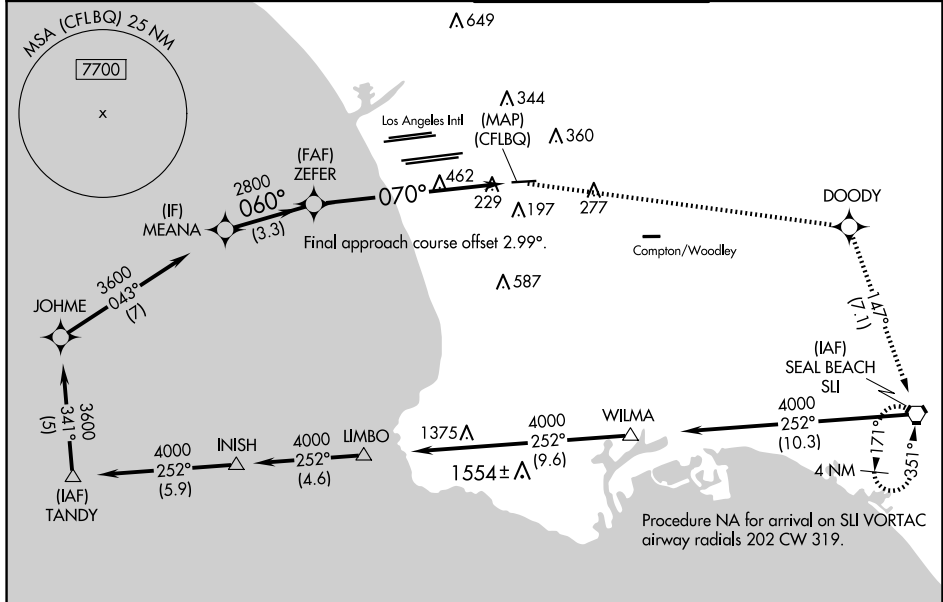 MSA (CFLBQ) 25 NM
7700
x
649
344
(MAP)
(CFLBQ)
360
Los Angeles Intl
(FAF)
ZEFER
462
229
277
197
2800
060°
(3.3)
070°
(IF)
MEANA
Final approach course offset 2.99°.
Compton/Woodley
DOODY
587
3600
043°
(7)
JOHME
147°
(7.1)
(IAF)
SEAL BEACH
SLI
3600
341°
(5)
4000
252°
(10.3)
WILMA
4000
252°
(9.6)
1375
1554±
LIMBO
4000
252°
(4.6)
INISH
4000
252°
(5.9)
(IAF)
TANDY
171°
351°
4 NM
Procedure NA for arrival on SLI VORTAC
airway radials 202 CW 319.